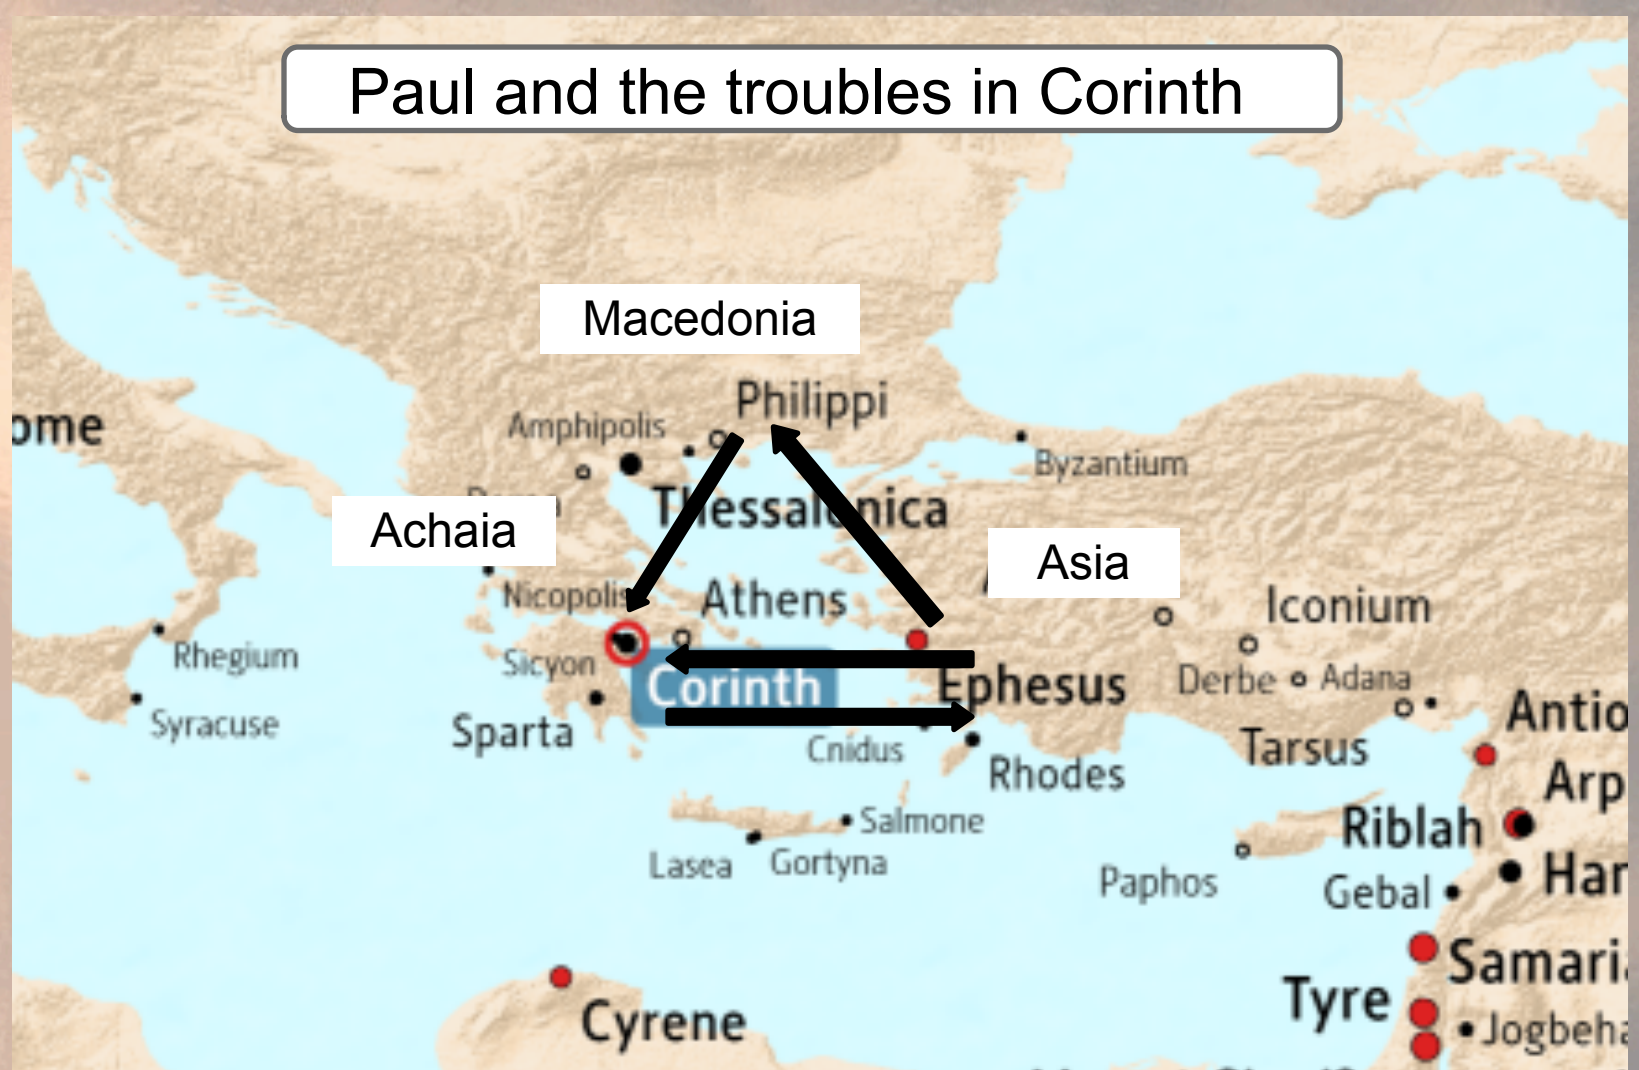 Paul and the troubles in Corinth
Macedonia
Philippi
Amphipolis
ome
Byzantium
Thessalonica
Achaia
Asia
Nicopolis
Athens
Iconium
Rhegium
Sicyon
Corinth
Ephesus
Derbe
Adana
Syracuse
Sparta
Cnidus
Tarsus
Antio
Rhodes
Arp
Salmone
Riblah
Lasea
Gortyna
Paphos
Gebal
Har
Samari
Tyre
Cyrene
Jogbeha